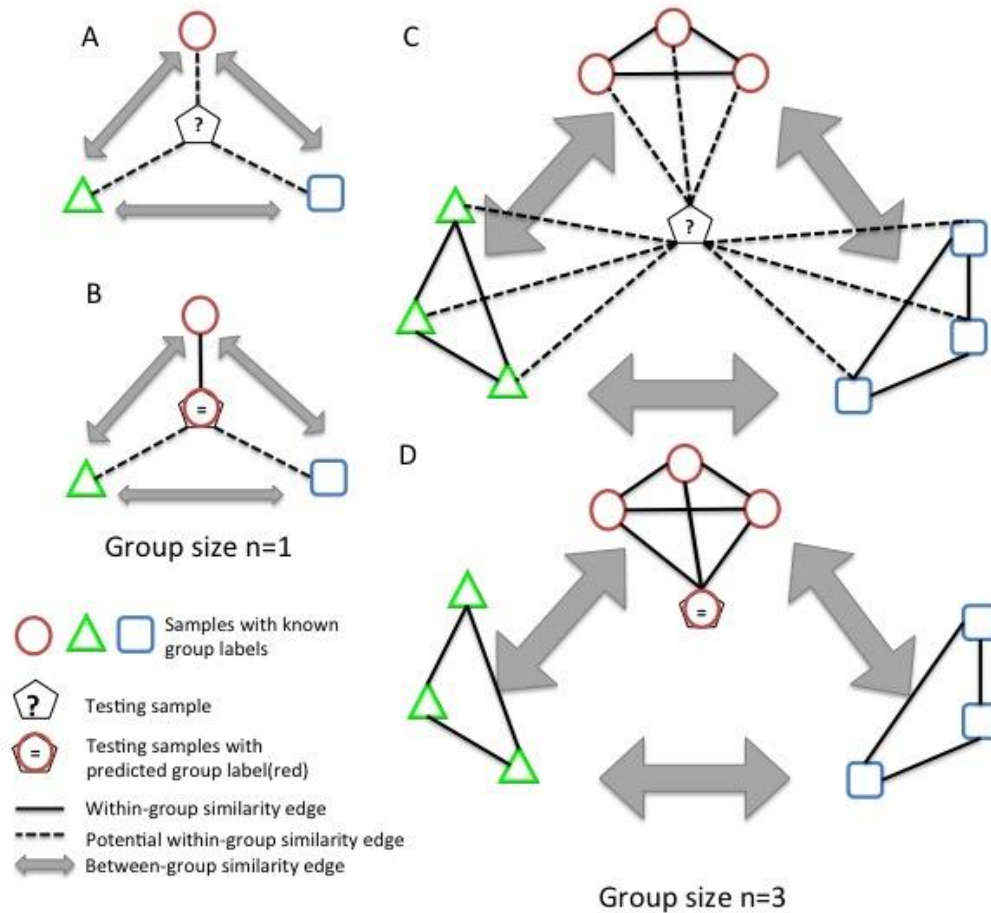 A
?
B
=
Group size n=1
C
?
D
=
Group size n=3
Samples with known
group labels
?
Testing sample
=
Testing samples with
predicted group label(red)
Within-group similarity edge
Potential within-group similarity edge
Between-group similarity edge